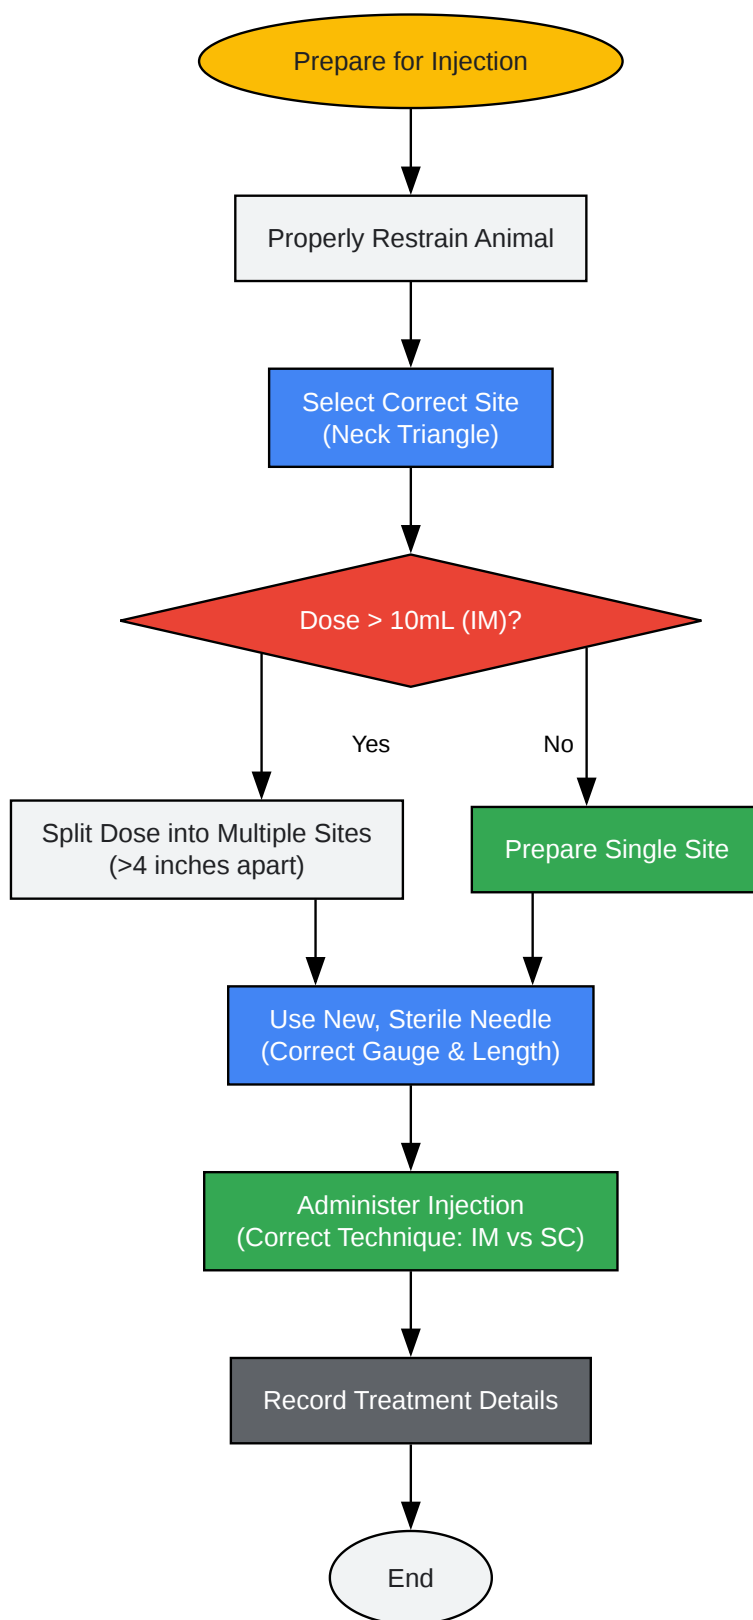 Prepare for Injection
Properly Restrain Animal
Select Correct Site
(Neck Triangle)
Dose > 10mL (IM)?
Yes
No
Split Dose into Multiple Sites
(>4 inches apart)
Prepare Single Site
Use New, Sterile Needle
(Correct Gauge & Length)
Administer Injection
(Correct Technique: IM vs SC)
Record Treatment Details
End